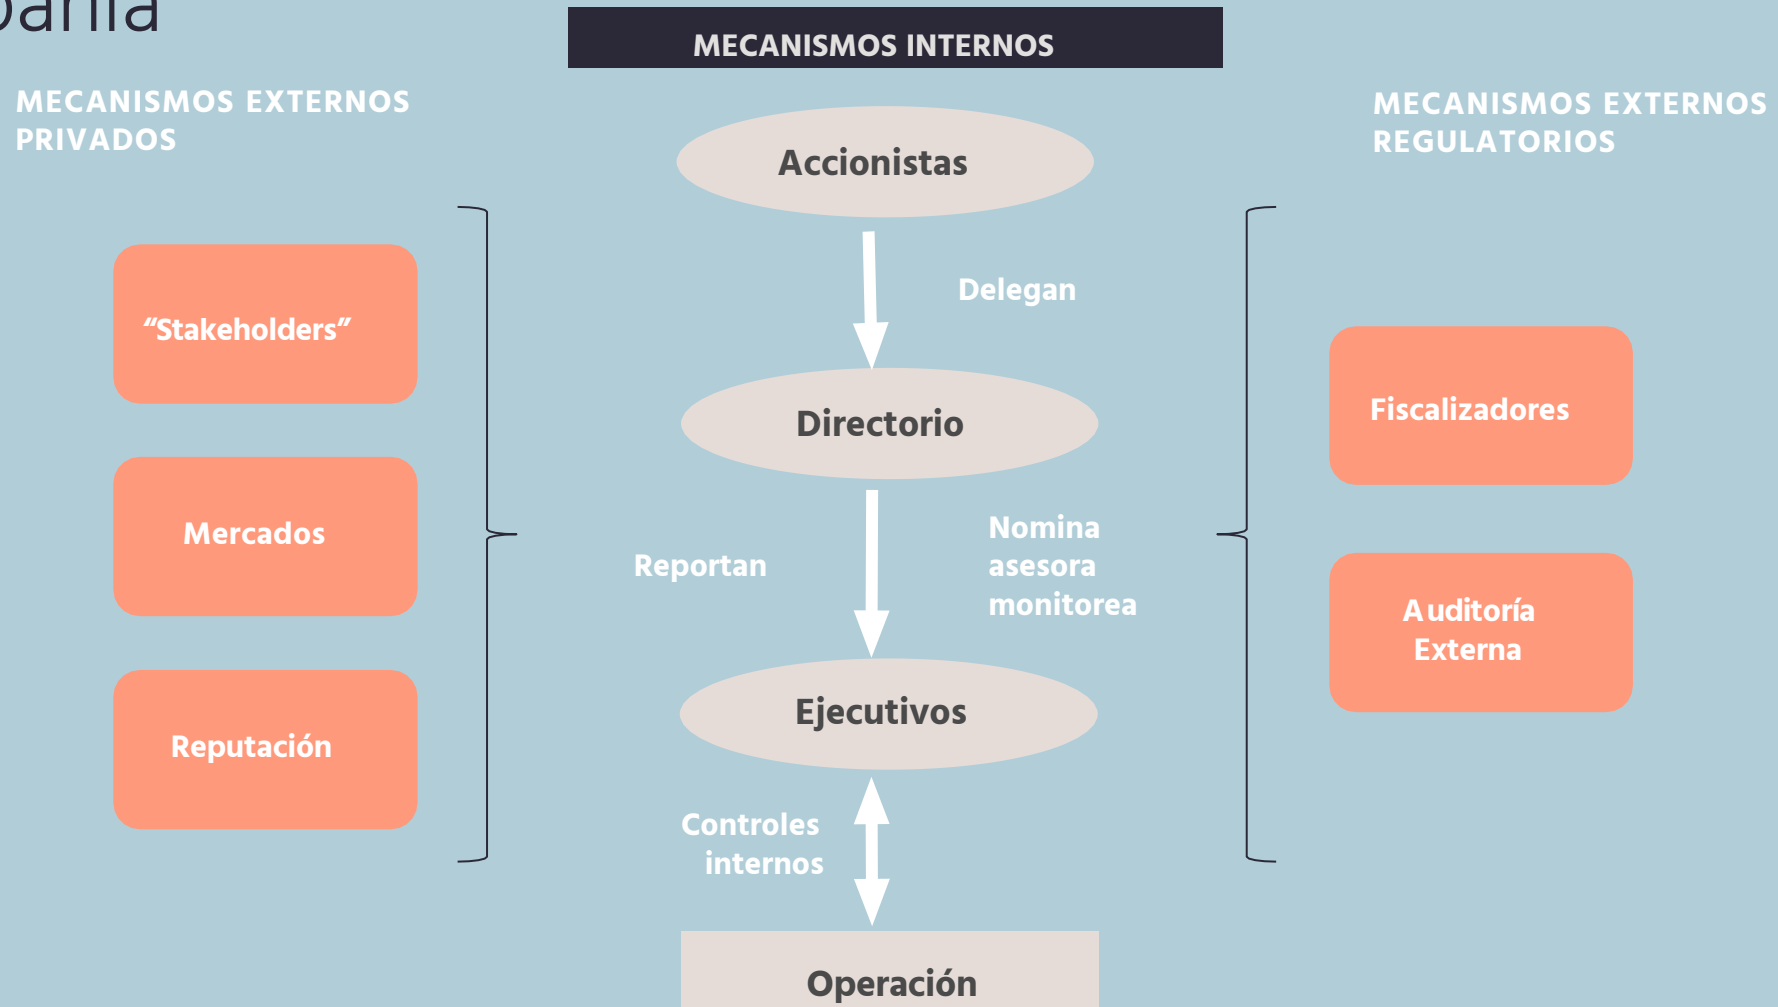 MECANISMOS INTERNOS
MECANISMOS EXTERNOS
PRIVADOS
MECANISMOS EXTERNOS
REGULATORIOS
Accionistas
Delegan
"Stakeholders"
Directorio
Fiscalizadores
Mercados
Reportan
Nomina
asesora
monitorea
Auditoría
Externa
Ejecutivos
Reputación
Controles
internos
Operación